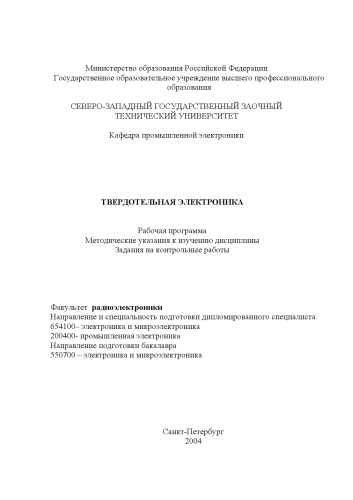 Министерство образования Российской Федерации
Государственное образовательное учреждение высшего профессионального
образования
СЕВЕРО-ЗАПАДНЫЙ ГОСУДАРСТВЕННЫЙ ЗАОЧНЫЙ
ТЕХНИЧЕСКИЙ УНИВЕРСИТЕТ
Кафедра промышленной электроники
ТВЕРДОТЕЛЬНАЯ ЭЛЕКТРОНИКА
Рабочая программа
Методические указания к изучению дисциплины
Задания на контрольные работы
Факультет радиоэлектроники
Направление и специальность подготовки дипломированного специалиста:
654100– электроника и микроэлектроника
200400- промышленная электроника
Направление подготовки бакалавра
550700 – электроника и микроэлектроника
Санкт-Петербург
2004